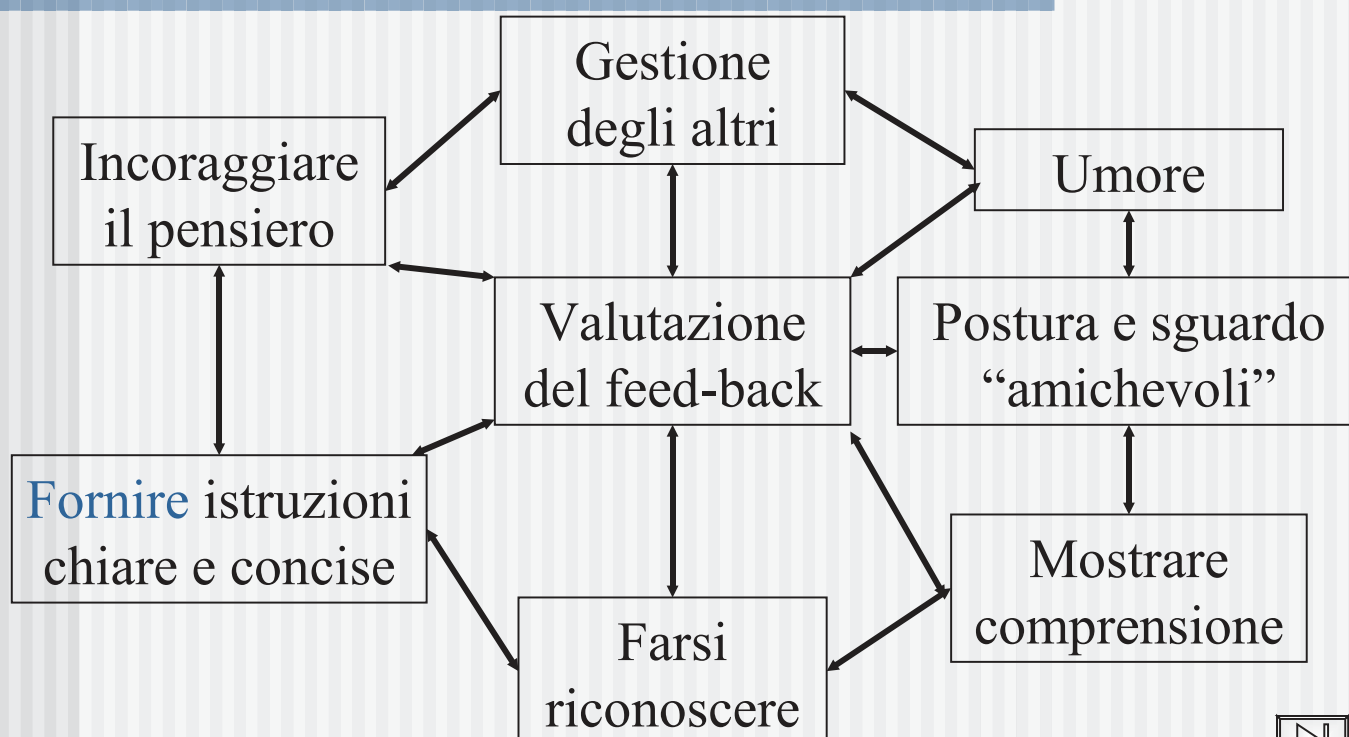 Gestione
degli altri
Incoraggiare
il pensiero
Umore
Valutazione
del feed-back
Postura e sguardo
“amichevoli”
Fornire istruzioni
chiare e concise
Mostrare
comprensione
Farsi
riconoscere